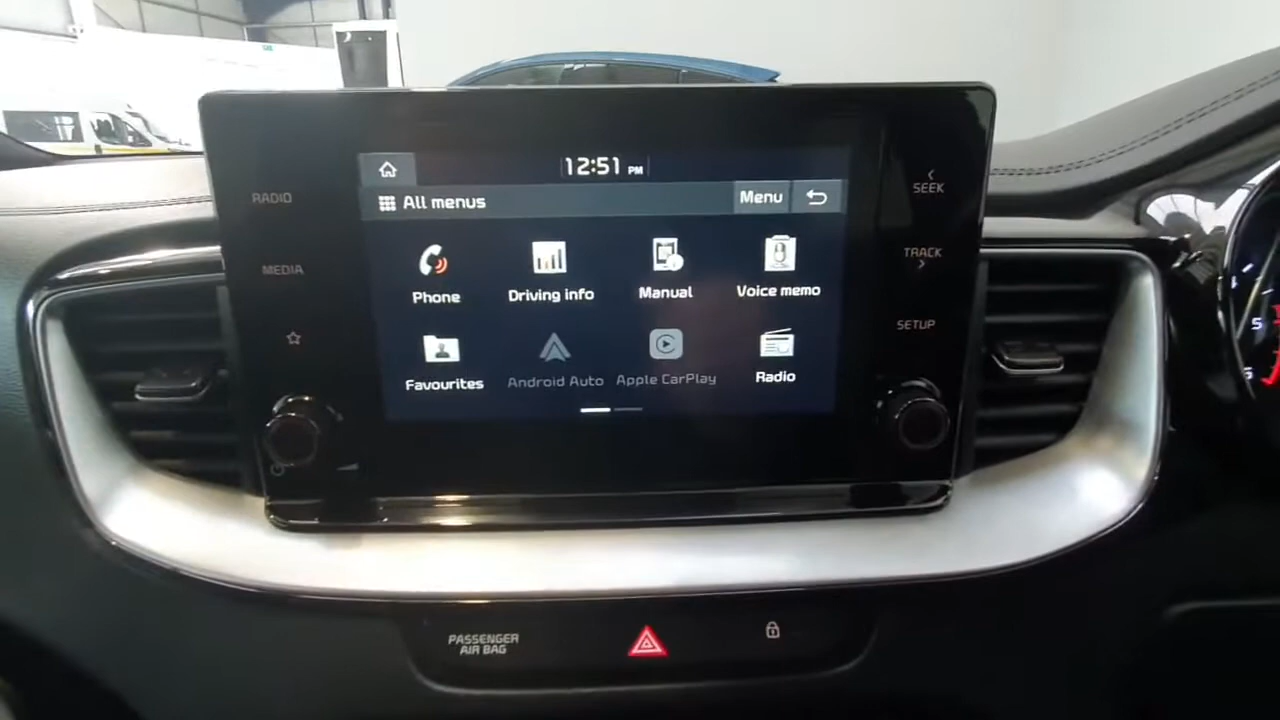 12:51 PM
RADIO
All menus
Menu
SEEK
MEDIA
TRACK
Phone
Driving info
Manual
Voice memo
SETUP
Favourites
Android Auto
Apple CarPlay
Radio
5
PASSENGER
AIR BAG